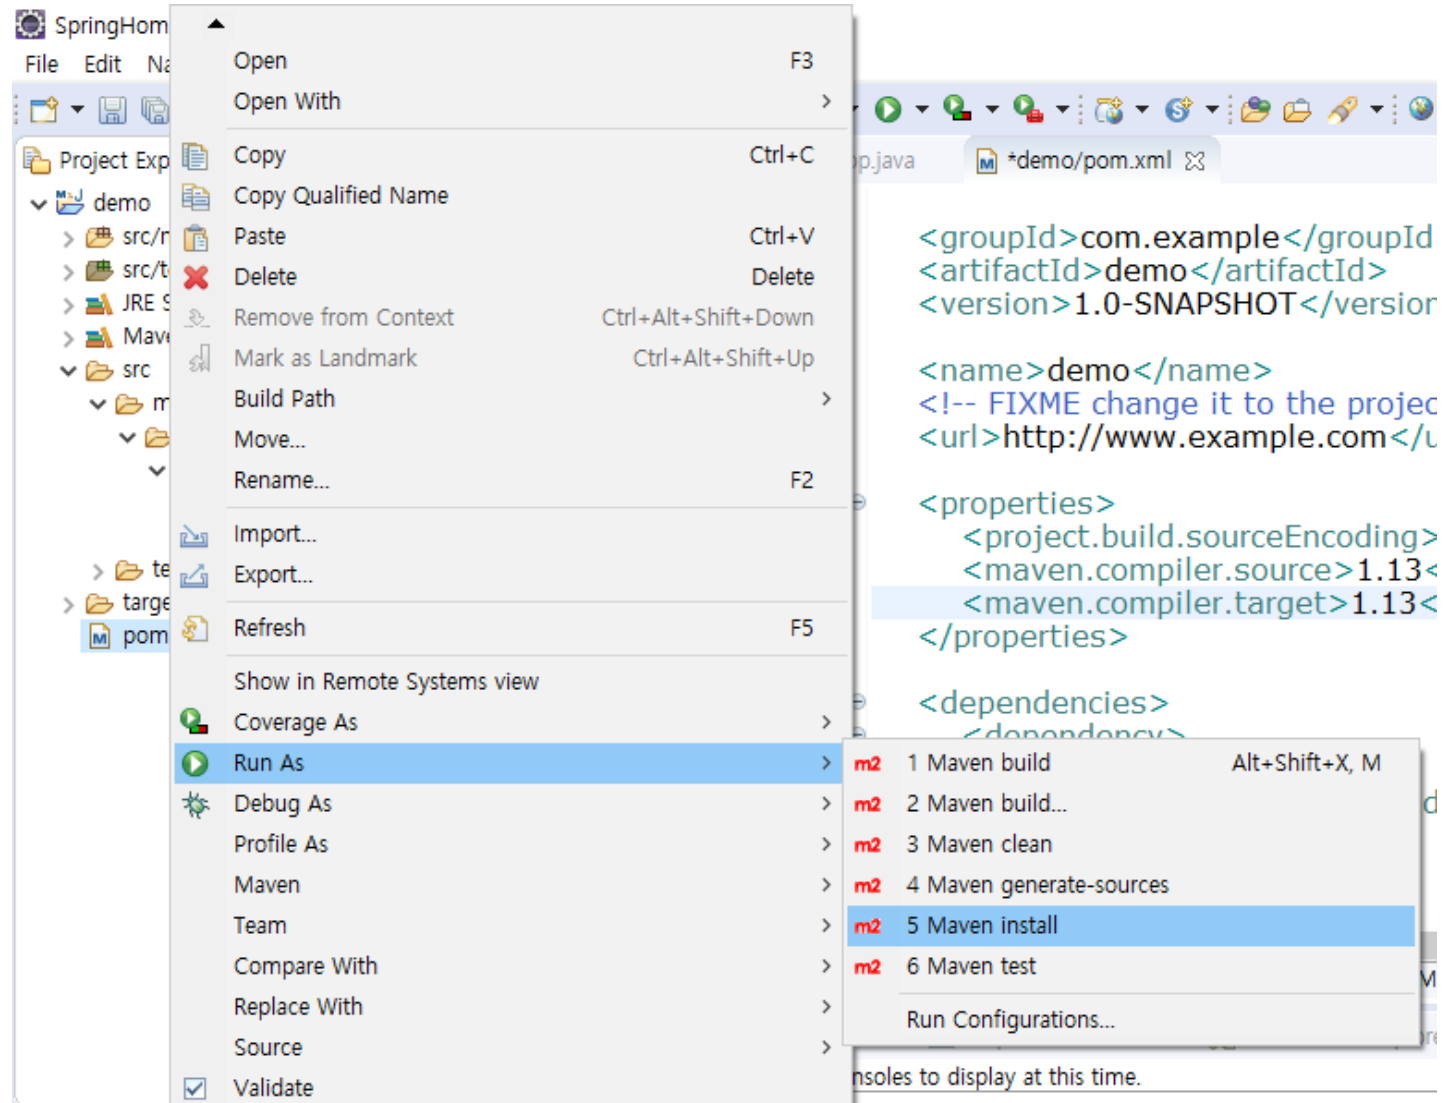 SpringHom
File Edit Na
Project Exp
demo
src/m
src/te
JRE S
Mave
src
m
te
targe
pom
Open F3
Open With
Copy Ctrl+C
Copy Qualified Name
Paste Ctrl+V
Delete Delete
Remove from Context Ctrl+Alt+Shift+Down
Mark as Landmark Ctrl+Alt+Shift+Up
Build Path
Move...
Rename... F2
Import...
Export...
Refresh F5
Show in Remote Systems view
Coverage As
Run As
Debug As
Profile As
Maven
Team
Compare With
Replace With
Source
Validate
pp.java *demo/pom.xml
<groupId>com.example</groupId
<artifactId>demo</artifactId>
<version>1.0-SNAPSHOT</version
<name>demo</name>
<!-- FIXME change it to the projec
<url>http://www.example.com</u
<properties>
<project.build.sourceEncoding>
<maven.compiler.source>1.13<
<maven.compiler.target>1.13<
</properties>
<dependencies>
<dependency>
m2 1 Maven build Alt+Shift+X, M
m2 2 Maven build...
m2 3 Maven clean
m2 4 Maven generate-sources
m2 5 Maven install
m2 6 Maven test
Run Configurations...
nsoles to display at this time.